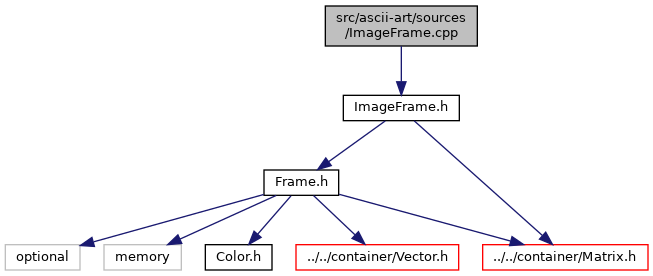 src/ascii-art/sources
/ImageFrame.cpp
ImageFrame.h
Frame.h
optional
memory
Color.h
../../container/Vector.h
../../container/Matrix.h